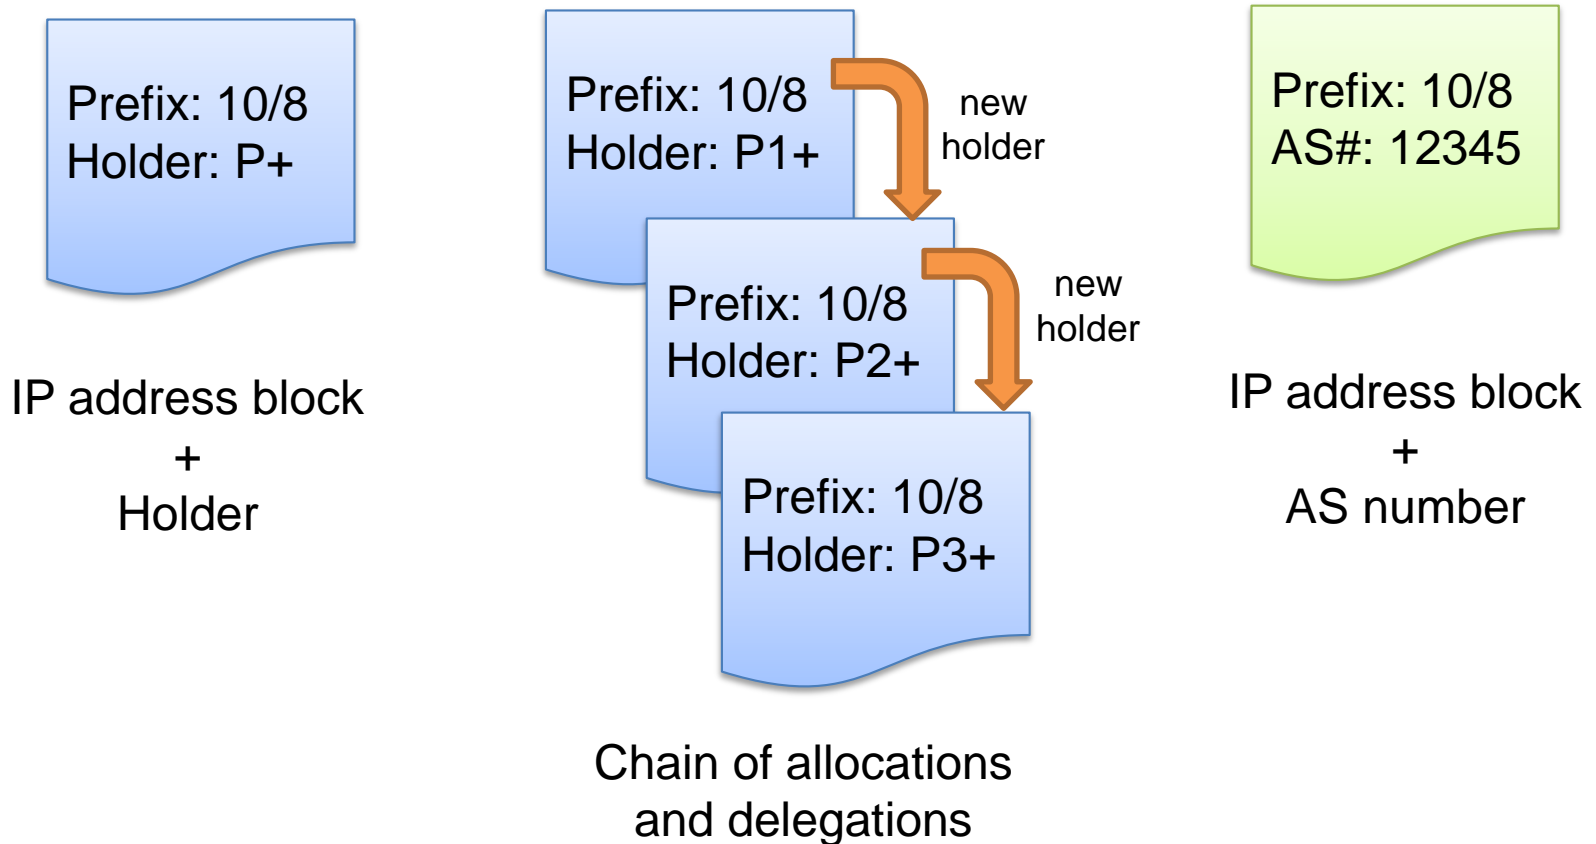 Prefix: 10/8
Holder: P+
IP address block
+
Holder
Prefix: 10/8
Holder: P1+
new
holder
Prefix: 10/8
Holder: P2+
new
holder
Prefix: 10/8
Holder: P3+
Chain of allocations
and delegations
Prefix: 10/8
AS#: 12345
IP address block
+
AS number